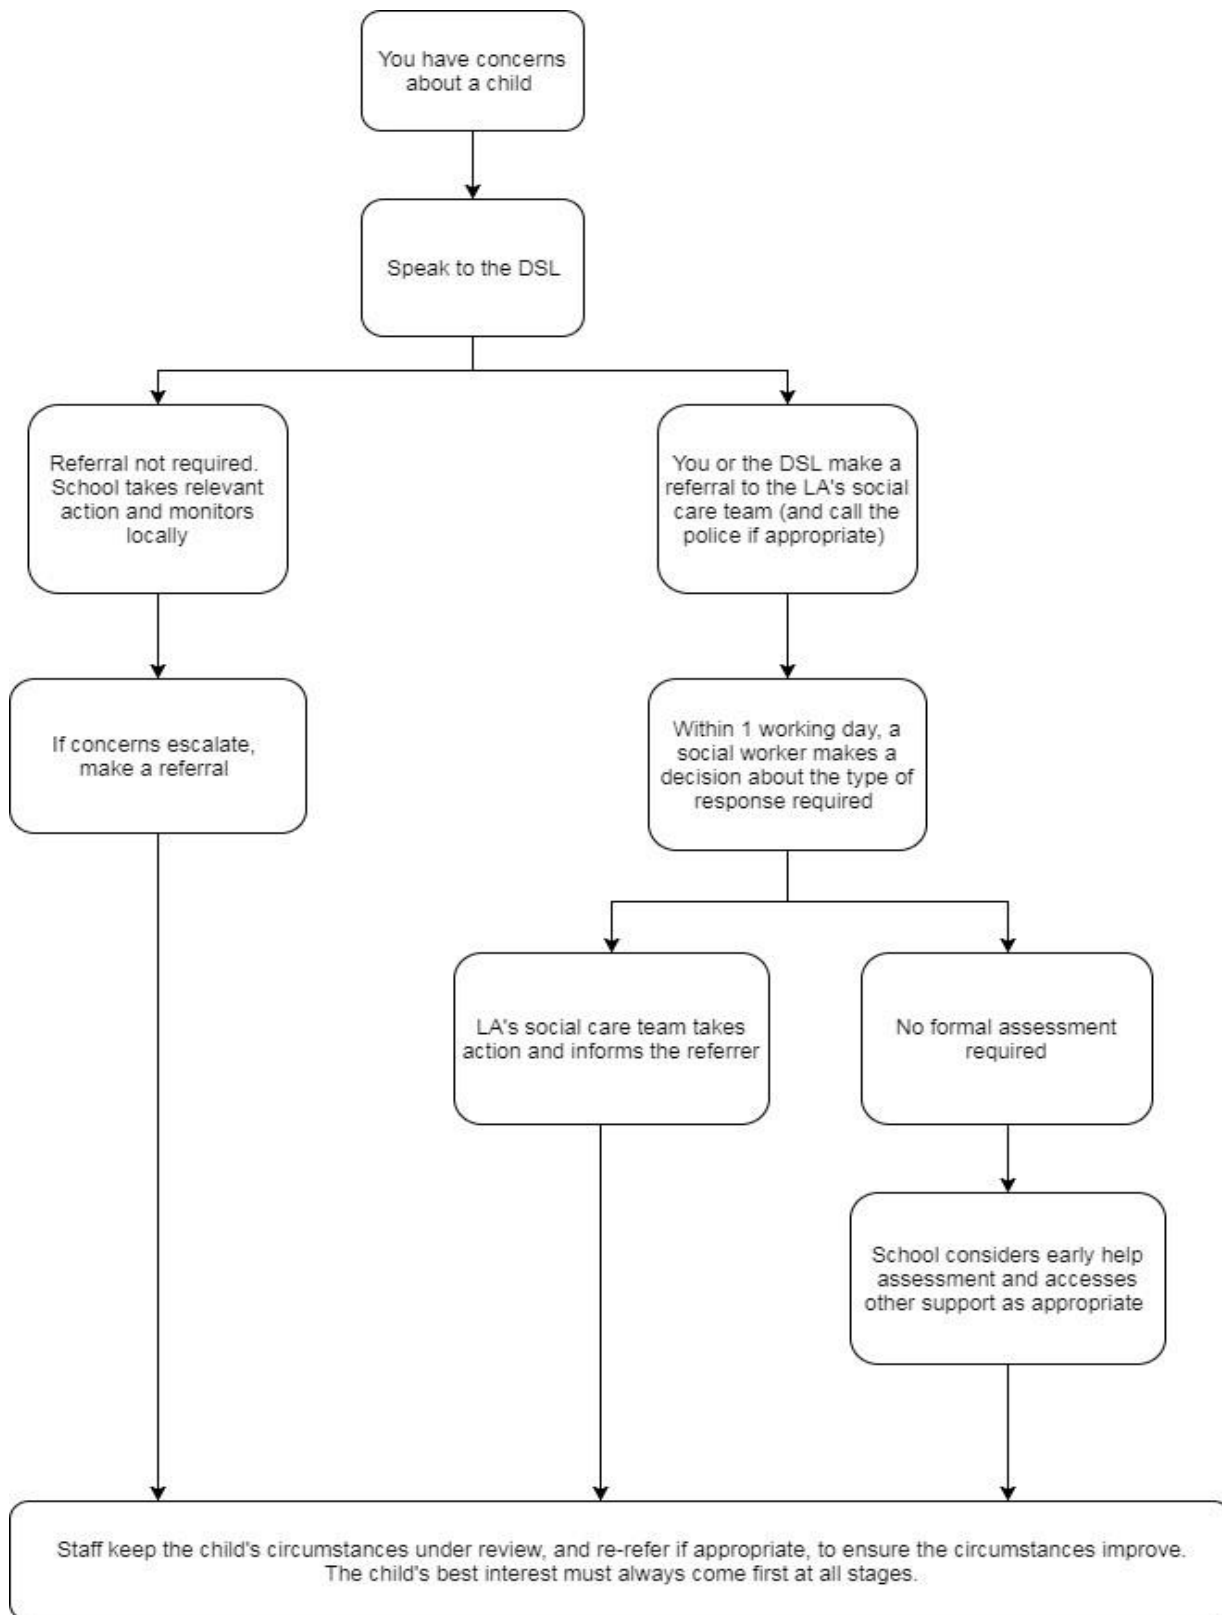 You have concerns
about a child
Speak to the DSL
Referral not required.
School takes relevant
action and monitors
locally
You or the DSL make a
referral to the LA's social
care team (and call the
police if appropriate)
If concerns escalate,
make a referral
Within 1 working day, a
social worker makes a
decision about the type of
response required
LA's social care team takes
action and informs the referrer
No formal assessment
required
School considers early help
assessment and accesses
other support as appropriate
Staff keep the child's circumstances under review, and re-refer if appropriate, to ensure the circumstances improve.
The child's best interest must always come first at all stages.